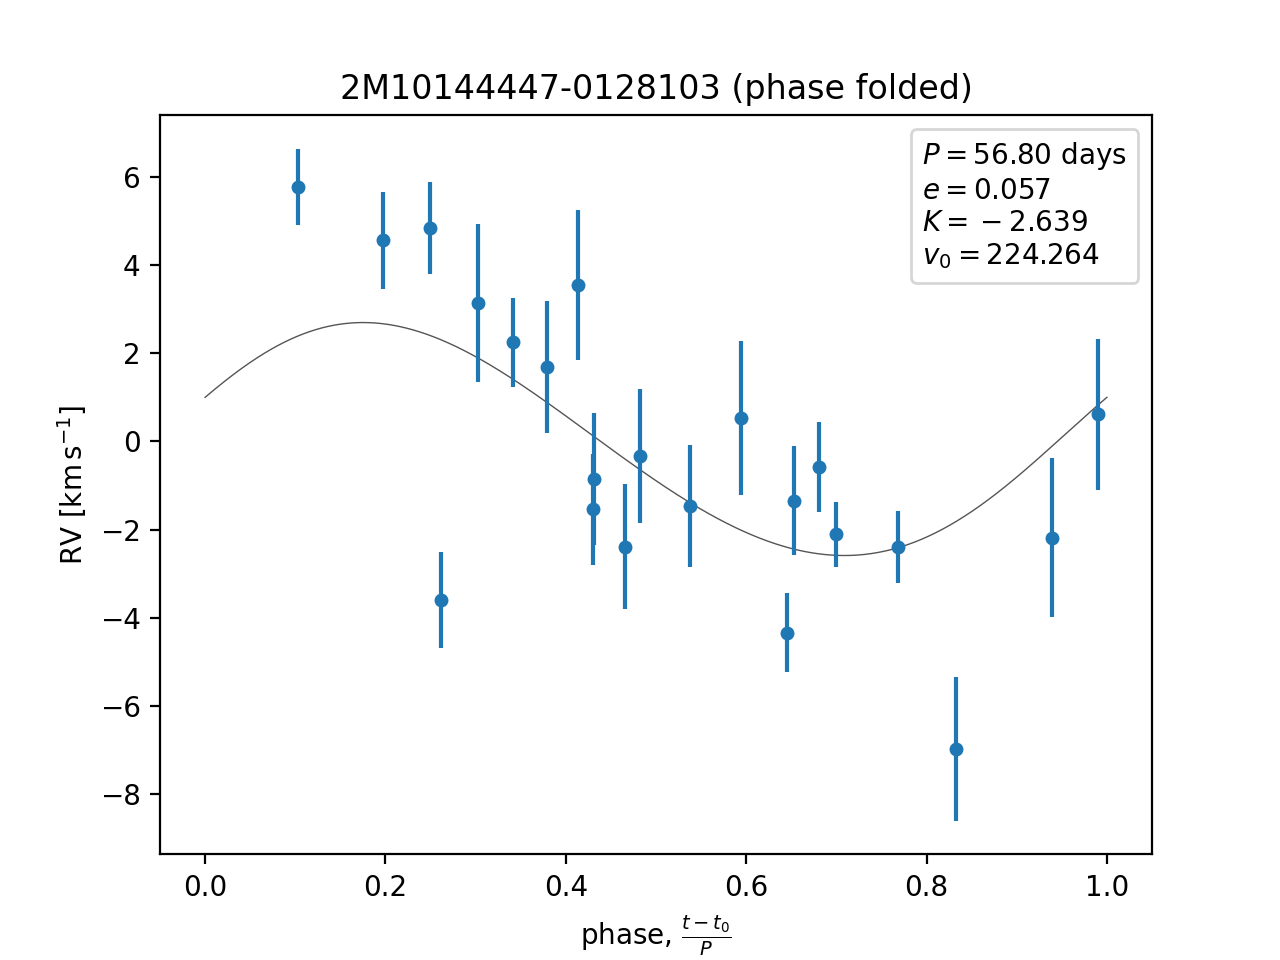 2M10144447-0128103 (phase folded)
P = 56.80 days
e = 0.057
K = −2.639
v₀ = 224.264
6
4
2
0
−2
−4
−6
−8
RV [km s⁻¹]
0.0 0.2 0.4 0.6 0.8 1.0
phase, (t − t₀)/P